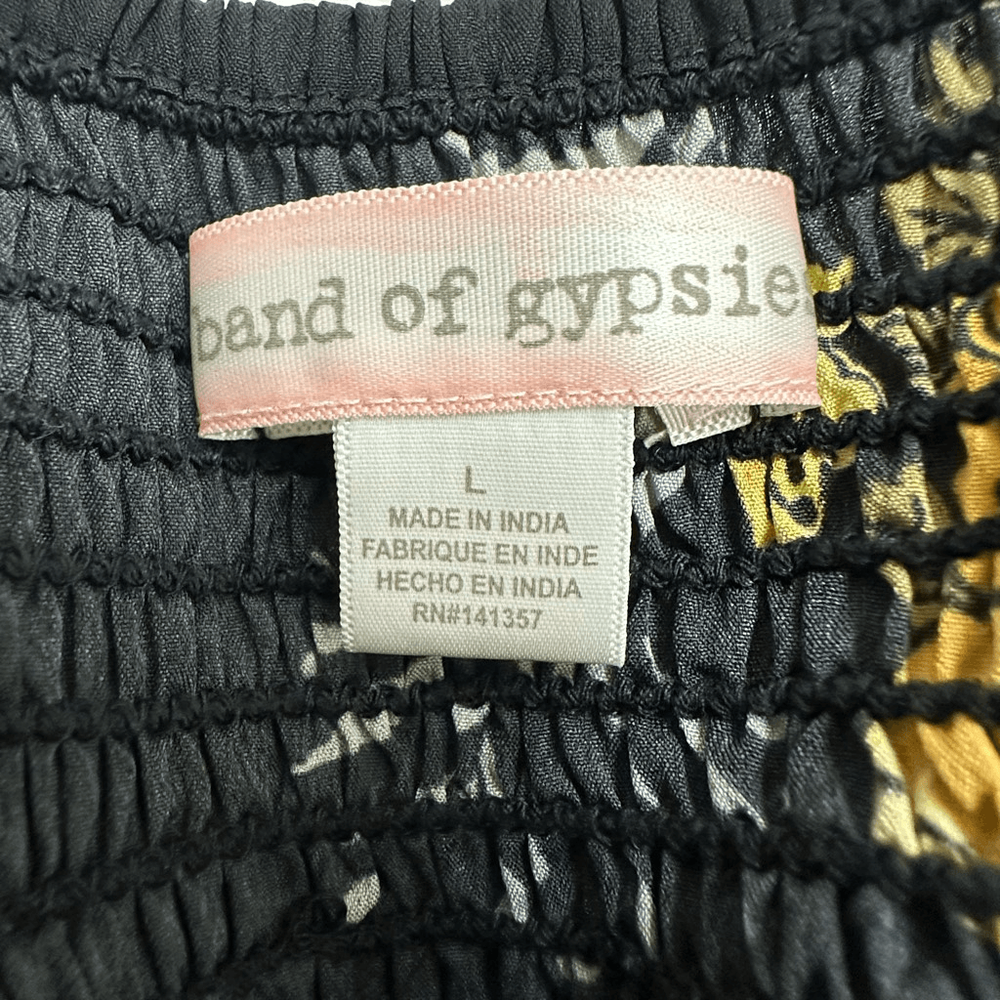 band of gypsie
L
MADE IN INDIA
FABRIQUE EN INDE
HECHO EN INDIA
RN#141357